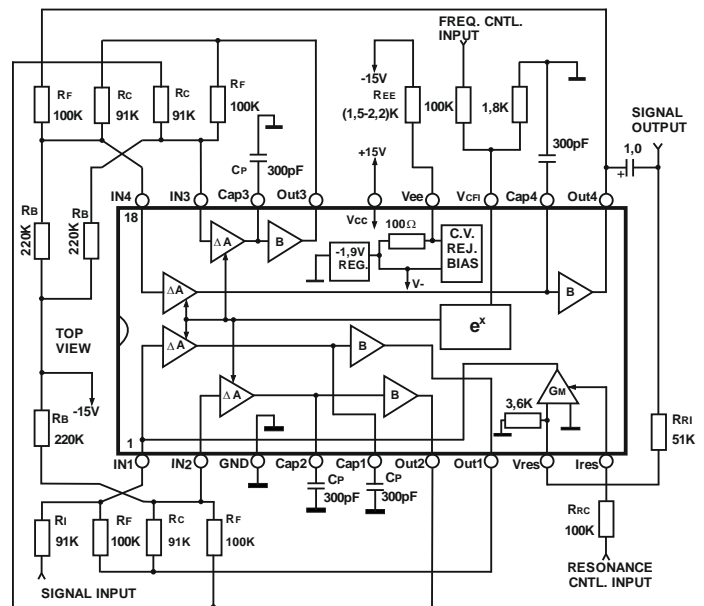 FREQ. CNTL.
INPUT
-15V
REE
(1,5-2,2)K
100K
1,8K
300pF
SIGNAL
OUTPUT
1,0
+
RF
100K
RC
91K
RC
91K
RF
100K
CP
300pF
+15V
IN4
IN3
Cap3
Out3
Vcc
Vee
VCFI
Cap4
Out4
18
RB
220K
RB
220K
ΔA
B
-1,9V
REG.
100Ω
C.V.
REJ.
BIAS
V-
ΔA
B
e^x
TOP
VIEW
ΔA
B
-15V
RB
220K
ΔA
B
3,6K
GM
RRI
51K
1
IN1
IN2
GND
Cap2
Cap1
Out2
Out1
Vres
Ires
CP
300pF
CP
300pF
RI
91K
RF
100K
RC
91K
RF
100K
RRC
100K
SIGNAL INPUT
RESONANCE
CNTL. INPUT